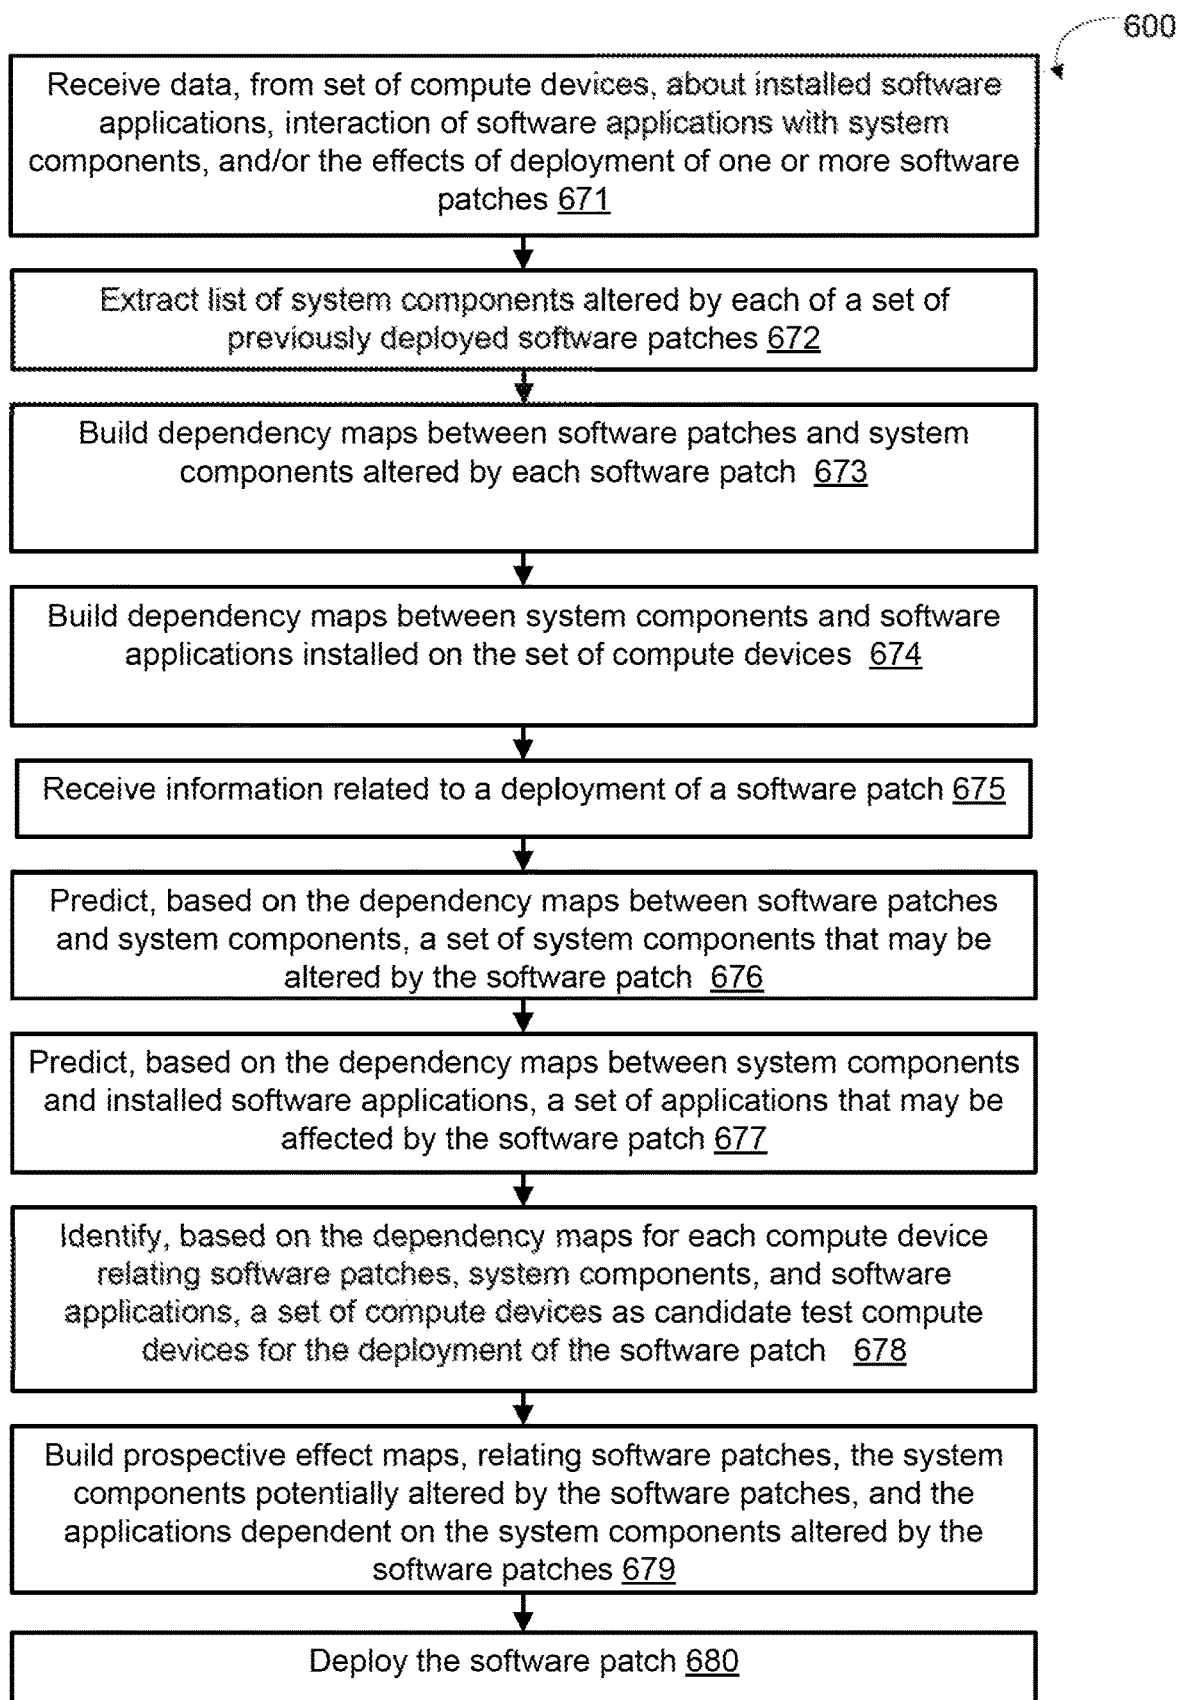 600
Receive data, from set of compute devices, about installed software
applications, interaction of software applications with system
components, and/or the effects of deployment of one or more software
patches 671
Extract list of system components altered by each of a set of
previously deployed software patches 672
Build dependency maps between software patches and system
components altered by each software patch 673
Build dependency maps between system components and software
applications installed on the set of compute devices 674
Receive information related to a deployment of a software patch 675
Predict, based on the dependency maps between software patches
and system components, a set of system components that may be
altered by the software patch 676
Predict, based on the dependency maps between system components
and installed software applications, a set of applications that may be
affected by the software patch 677
Identify, based on the dependency maps for each compute device
relating software patches, system components, and software
applications, a set of compute devices as candidate test compute
devices for the deployment of the software patch 678
Build prospective effect maps, relating software patches, the system
components potentially altered by the software patches, and the
applications dependent on the system components altered by the
software patches 679
Deploy the software patch 680